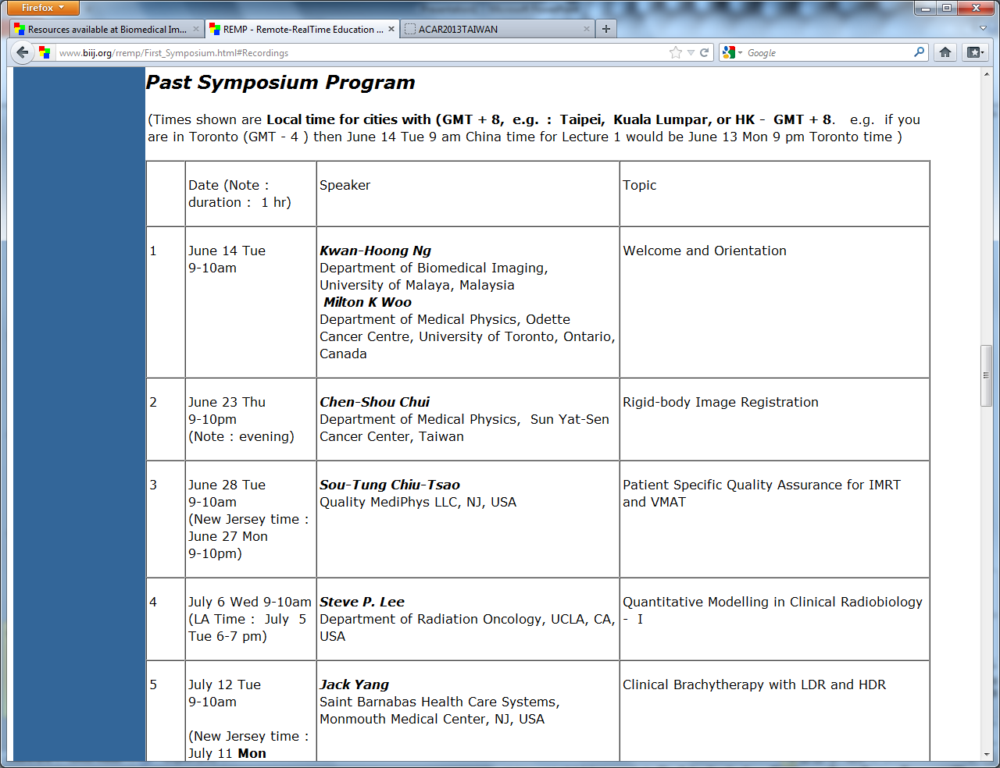 Firefox
Resources available at Biomedical Im...
REMP - Remote-RealTime Education ...
ACAR2013TAIWAN
www.biij.org/rremp/First_Symposium.html#Recordings
Google
Past Symposium Program
(Times shown are Local time for cities with (GMT + 8, e.g. : Taipei, Kuala Lumpar, or HK - GMT + 8. e.g. if you
are in Toronto (GMT - 4 ) then June 14 Tue 9 am China time for Lecture 1 would be June 13 Mon 9 pm Toronto time )
Date (Note :
duration : 1 hr)
Speaker
Topic
1
June 14 Tue
9-10am
Kwan-Hoong Ng
Department of Biomedical Imaging,
University of Malaya, Malaysia
Milton K Woo
Department of Medical Physics, Odette
Cancer Centre, University of Toronto, Ontario,
Canada
Welcome and Orientation
2
June 23 Thu
9-10pm
(Note : evening)
Chen-Shou Chui
Department of Medical Physics, Sun Yat-Sen
Cancer Center, Taiwan
Rigid-body Image Registration
3
June 28 Tue
9-10am
(New Jersey time :
June 27 Mon
9-10pm)
Sou-Tung Chiu-Tsao
Quality MediPhys LLC, NJ, USA
Patient Specific Quality Assurance for IMRT
and VMAT
4
July 6 Wed 9-10am
(LA Time : July 5
Tue 6-7 pm)
Steve P. Lee
Department of Radiation Oncology, UCLA, CA,
USA
Quantitative Modelling in Clinical Radiobiology
- I
5
July 12 Tue
9-10am
(New Jersey time :
July 11 Mon
Jack Yang
Saint Barnabas Health Care Systems,
Monmouth Medical Center, NJ, USA
Clinical Brachytherapy with LDR and HDR